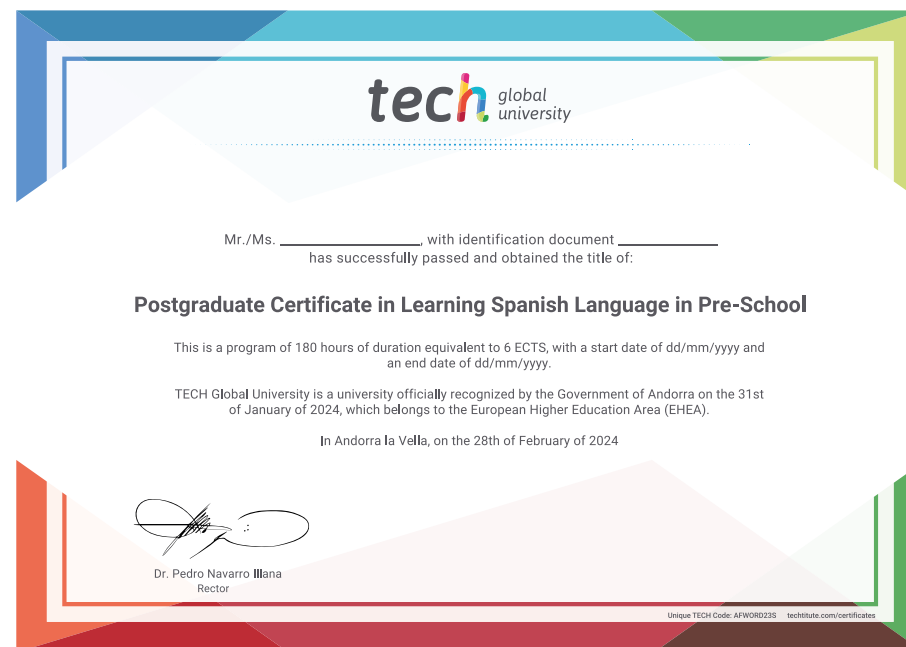 tech global
university
Mr./Ms. ________________, with identification document ____________
has successfully passed and obtained the title of:
Postgraduate Certificate in Learning Spanish Language in Pre-School
This is a program of 180 hours of duration equivalent to 6 ECTS, with a start date of dd/mm/yyyy and
an end date of dd/mm/yyyy.
TECH Global University is a university officially recognized by the Government of Andorra on the 31st
of January of 2024, which belongs to the European Higher Education Area (EHEA).
In Andorra la Vella, on the 28th of February of 2024
Dr. Pedro Navarro Illana
Rector
Unique TECH Code: AFWORD23S techtitute.com/certificates